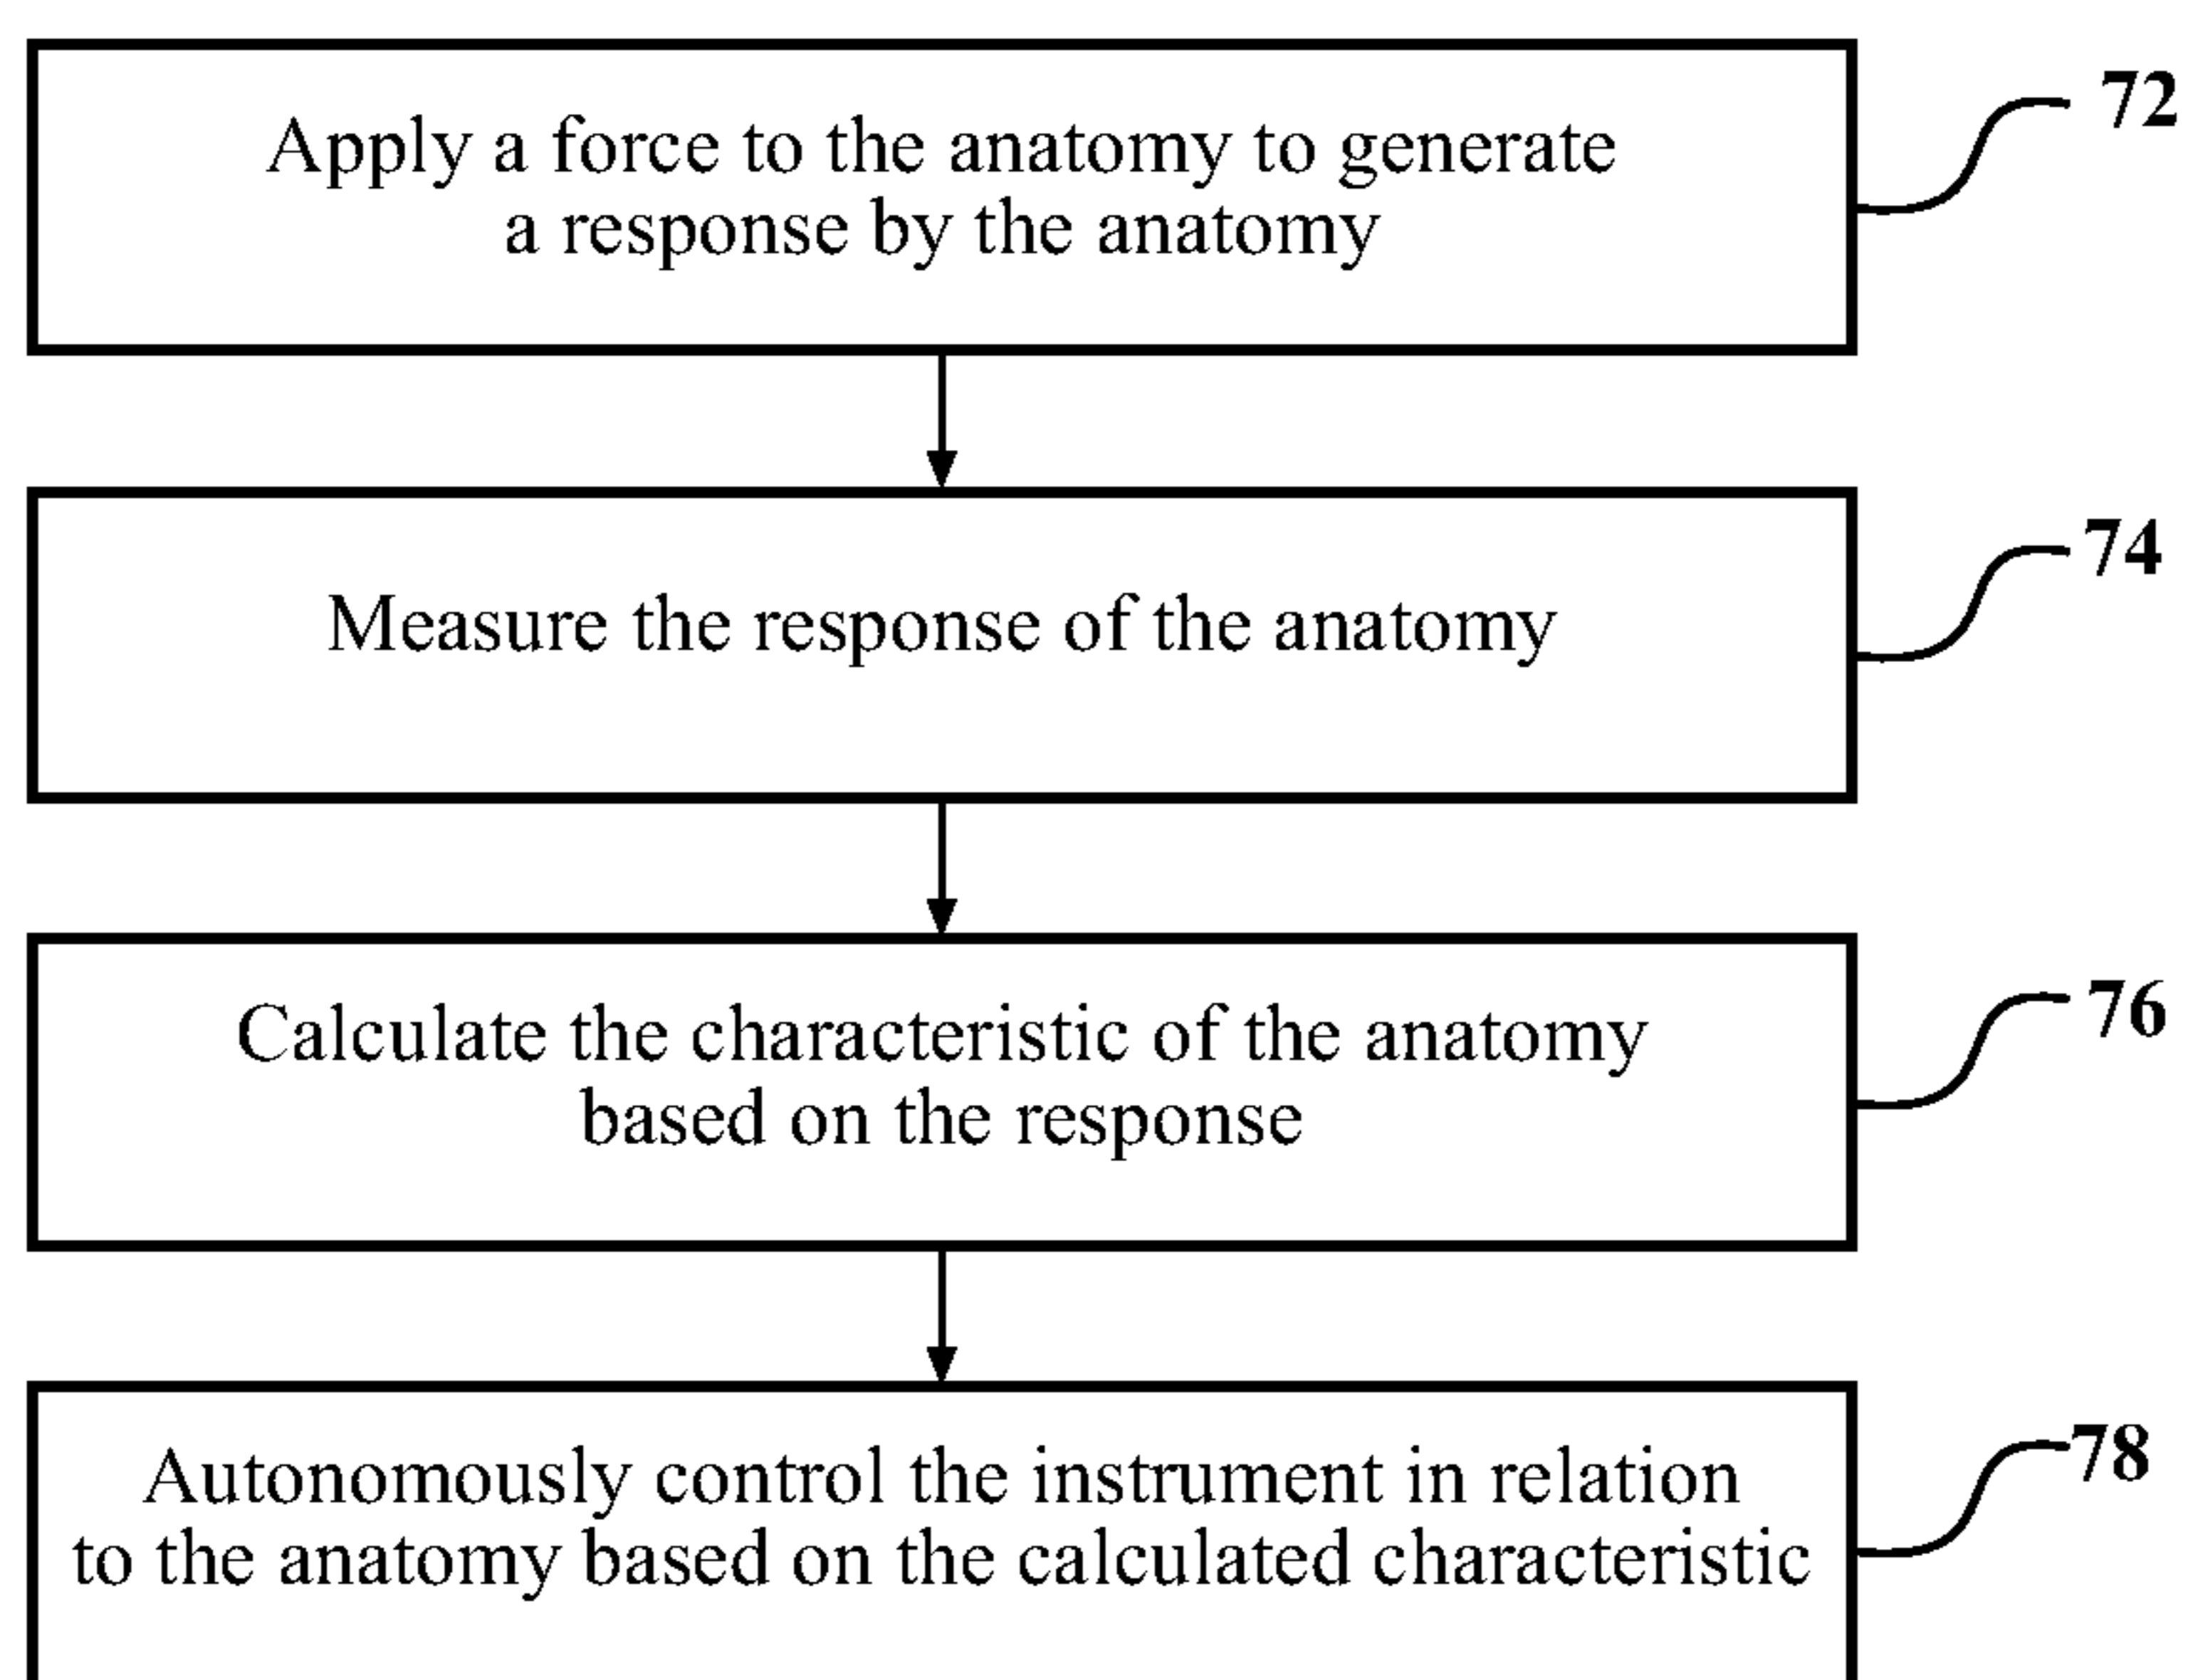 Apply a force to the anatomy to generate
a response by the anatomy
72
Measure the response of the anatomy
74
Calculate the characteristic of the anatomy
based on the response
76
Autonomously control the instrument in relation
to the anatomy based on the calculated characteristic
78